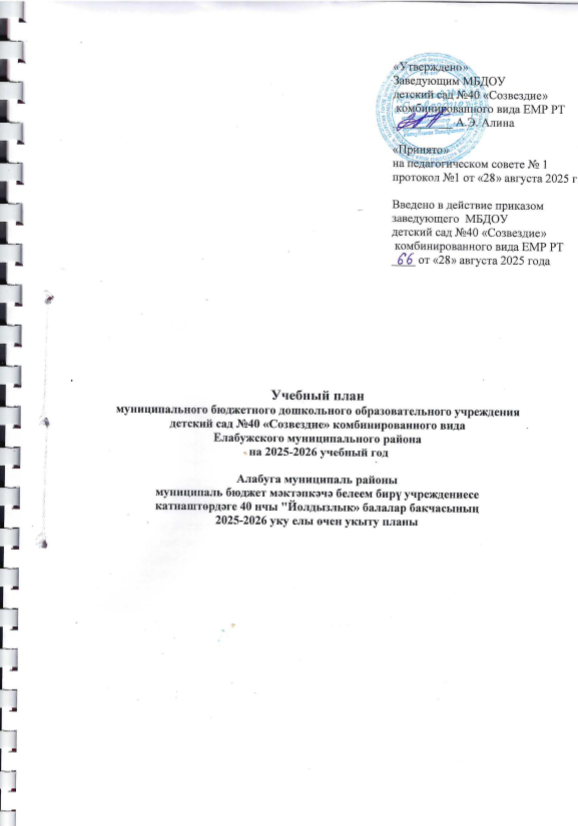 «Утверждено»
Заведующим МБДОУ
детский сад №40 «Созвездие»
комбинированного вида ЕМР РТ
А.Э. Алина
«Принято»
на педагогическом совете № 1
протокол №1 от «28» августа 2025 г
Введено в действие приказом
заведующего МБДОУ
детский сад №40 «Созвездие»
комбинированного вида ЕМР РТ
66 от «28» августа 2025 года
Учебный план
муниципального бюджетного дошкольного образовательного учреждения
детский сад №40 «Созвездие» комбинированного вида
Елабужского муниципального района
на 2025-2026 учебный год
Алабуга муниципаль районы
муниципаль бюджет мәктәпкәчә белеем бирү учреждениесе
катнаштөрдәге 40 нчы "Йолдызлык» балалар бакчасының
2025-2026 уку елы өчен укыту планы